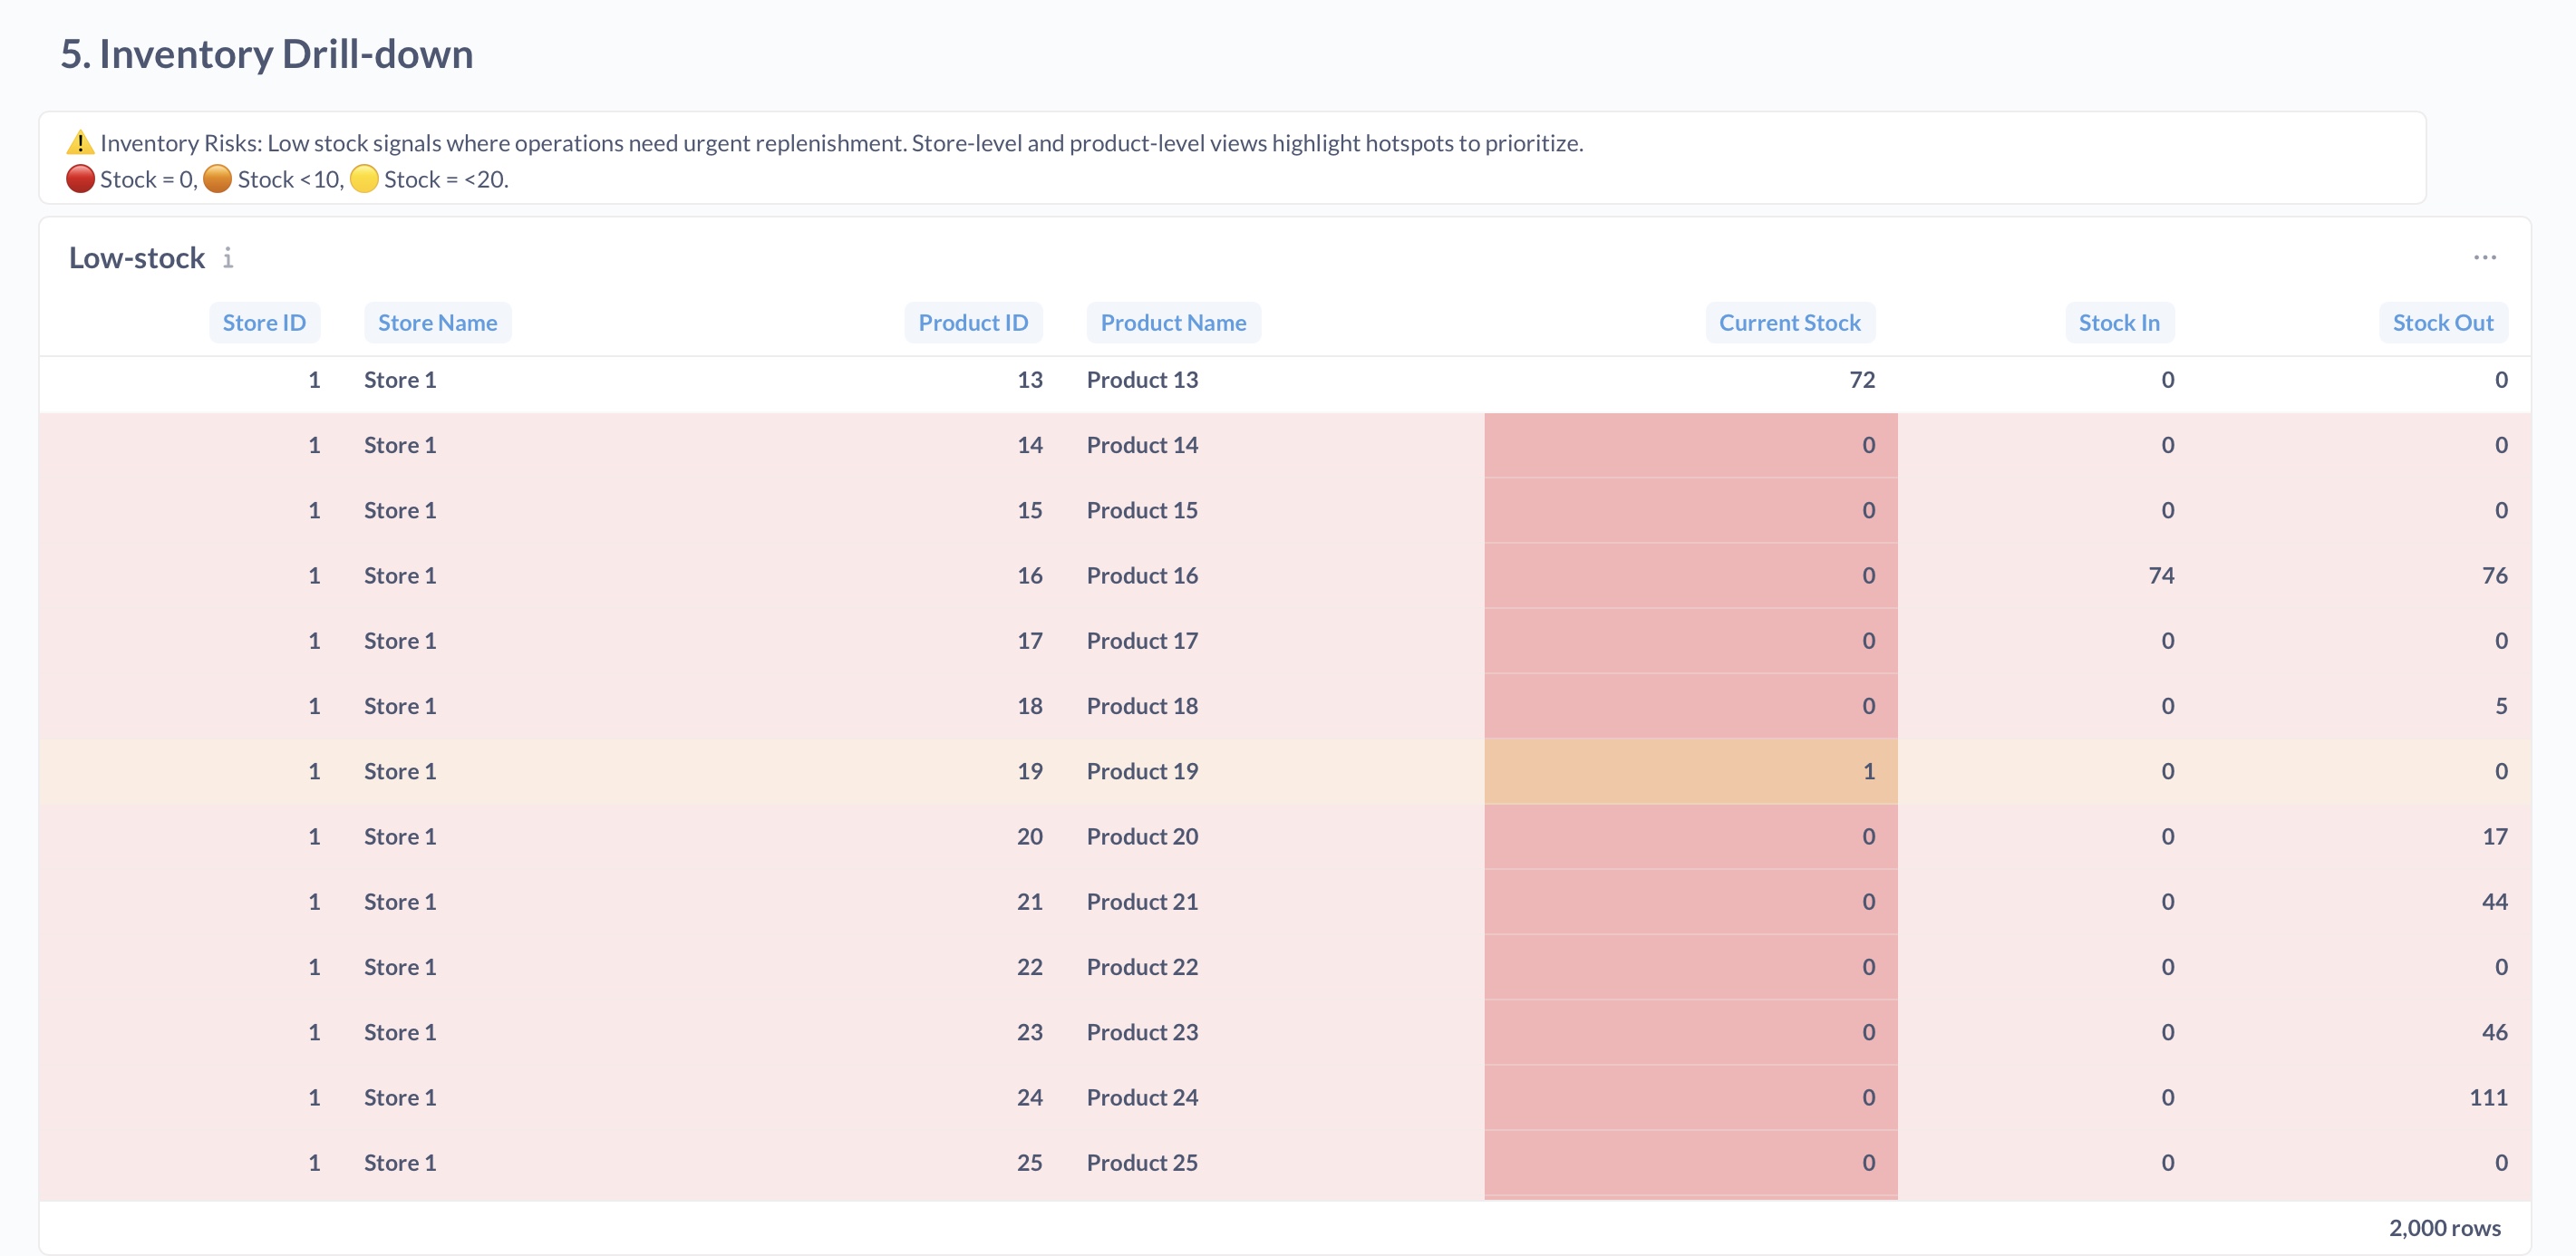 5. Inventory Drill-down
⚠️ Inventory Risks: Low stock signals where operations need urgent replenishment. Store-level and product-level views highlight hotspots to prioritize.
🔴 Stock = 0, 🟠 Stock <10, 🟡 Stock = <20.
Low-stock i ...
Store ID Store Name Product ID Product Name Current Stock Stock In Stock Out
1 Store 1 13 Product 13 72 0 0
1 Store 1 14 Product 14 0 0 0
1 Store 1 15 Product 15 0 0 0
1 Store 1 16 Product 16 0 74 76
1 Store 1 17 Product 17 0 0 0
1 Store 1 18 Product 18 0 0 5
1 Store 1 19 Product 19 1 0 0
1 Store 1 20 Product 20 0 0 17
1 Store 1 21 Product 21 0 0 44
1 Store 1 22 Product 22 0 0 0
1 Store 1 23 Product 23 0 0 46
1 Store 1 24 Product 24 0 0 111
1 Store 1 25 Product 25 0 0 0
2,000 rows